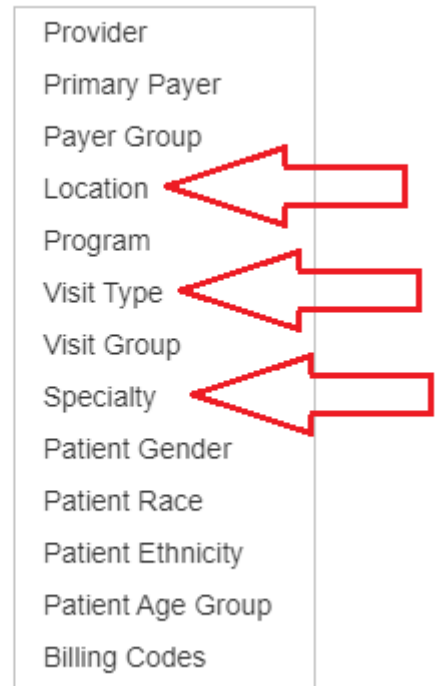 Provider
Primary Payer
Payer Group
Location
Program
Visit Type
Visit Group
Specialty
Patient Gender
Patient Race
Patient Ethnicity
Patient Age Group
Billing Codes